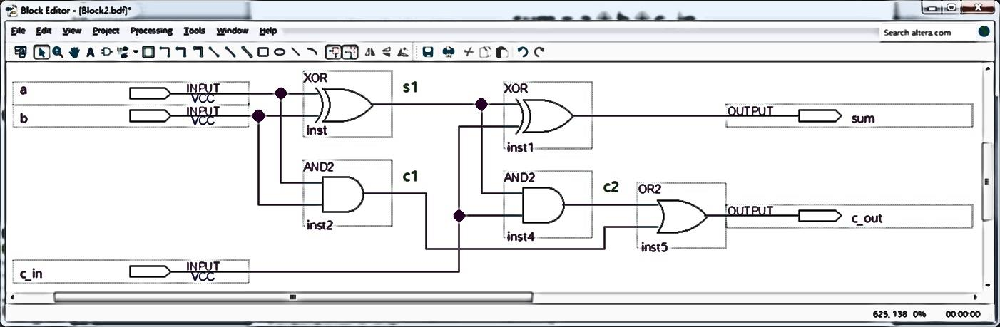 Block Editor - [Block2.bdf]*
File Edit View Project Processing Tools Window Help
Search altera.com
A
XOR
s1
XOR
a
INPUT
VCC
b
INPUT
VCC
inst
OUTPUT
sum
inst1
AND2
c1
AND2
c2
OR2
inst2
inst4
OUTPUT
c_out
inst5
c_in
INPUT
VCC
625, 138 0% 00:00:00